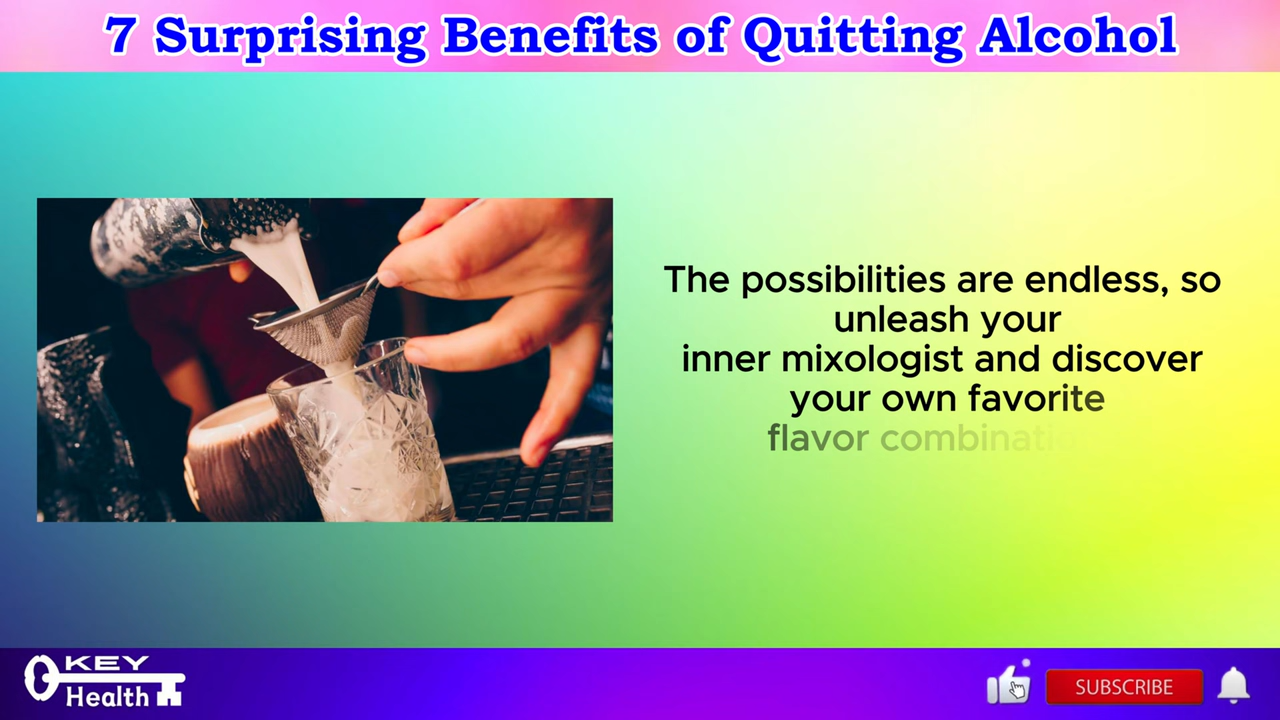 7 Surprising Benefits of Quitting Alcohol
The possibilities are endless, so
unleash your
inner mixologist and discover
your own favorite
flavor
KEY
Health
SUBSCRIBE